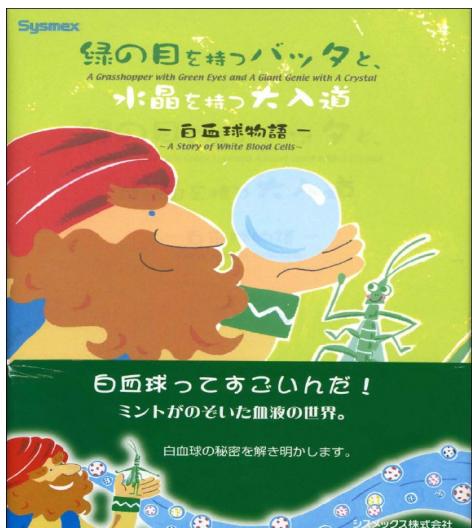 Sysmex
緑の目を持つバッタと、
A Grasshopper with Green Eyes and A Giant Genie with A Crystal
水晶を持つ大入道
－白血球物語－
~A Story of White Blood Cells~
白血球ってすごいんだ！
ミントがのぞいた血液の世界。
白血球の秘密を解き明かします。
シスメックス株式会社